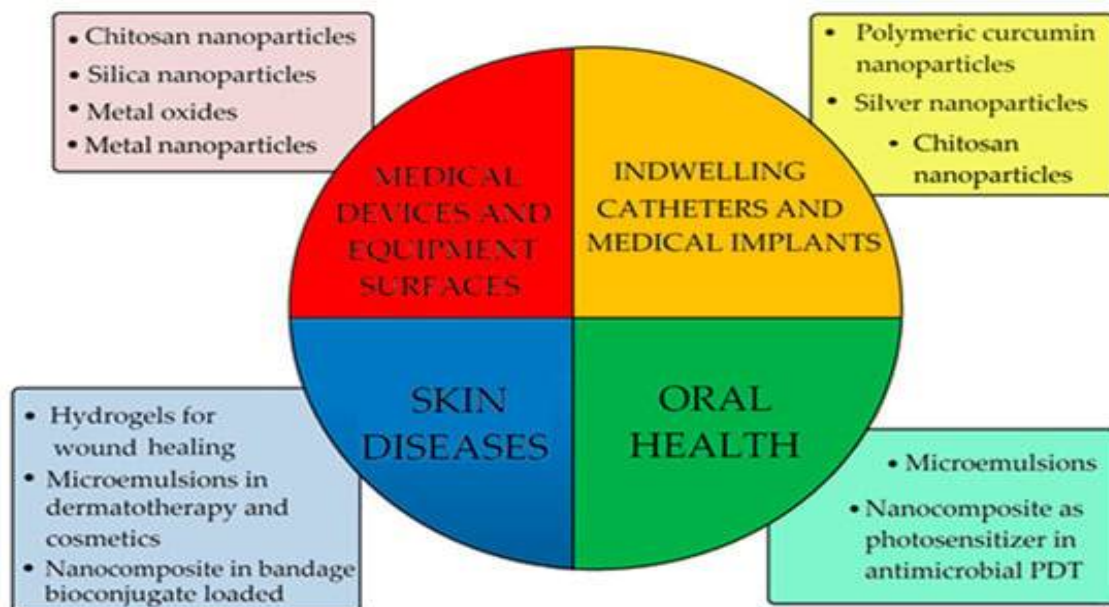 • Chitosan nanoparticles
• Silica nanoparticles
• Metal oxides
• Metal nanoparticles
• Polymeric curcumin
nanoparticles
• Silver nanoparticles
• Chitosan
nanoparticles
MEDICAL
DEVICES AND
EQUIPMENT
SURFACES
INDWELLING
CATHETERS AND
MEDICAL IMPLANTS
SKIN
DISEASES
ORAL
HEALTH
• Hydrogels for
wound healing
• Microemulsions in
dermatotherapy and
cosmetics
• Nanocomposite in bandage
bioconjugate loaded
• Microemulsions
• Nanocomposite as
photosensitizer in
antimicrobial PDT